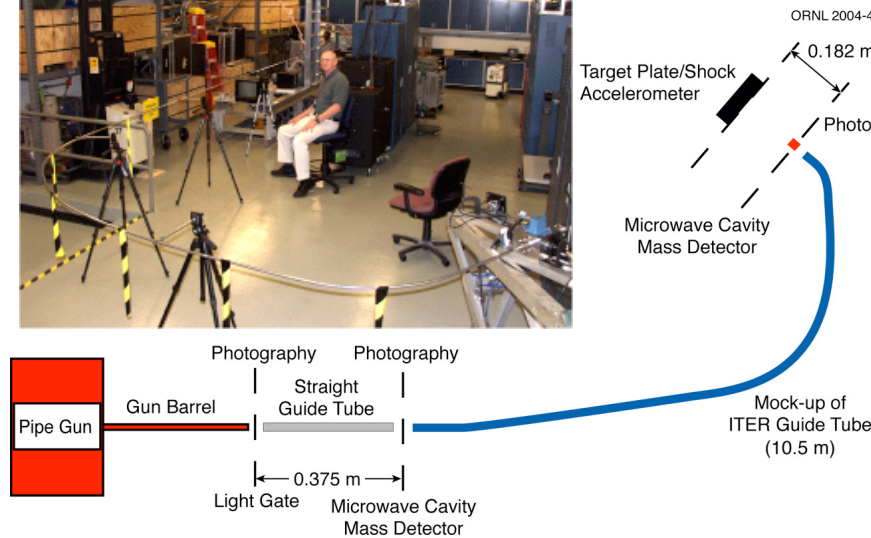 ORNL 2004-4
0.182 m
Target Plate/Shock
Accelerometer
Photo
Microwave Cavity
Mass Detector
Photography
Photography
Straight
Guide Tube
Gun Barrel
Pipe Gun
Mock-up of
ITER Guide Tube
(10.5 m)
0.375 m
Light Gate
Microwave Cavity
Mass Detector